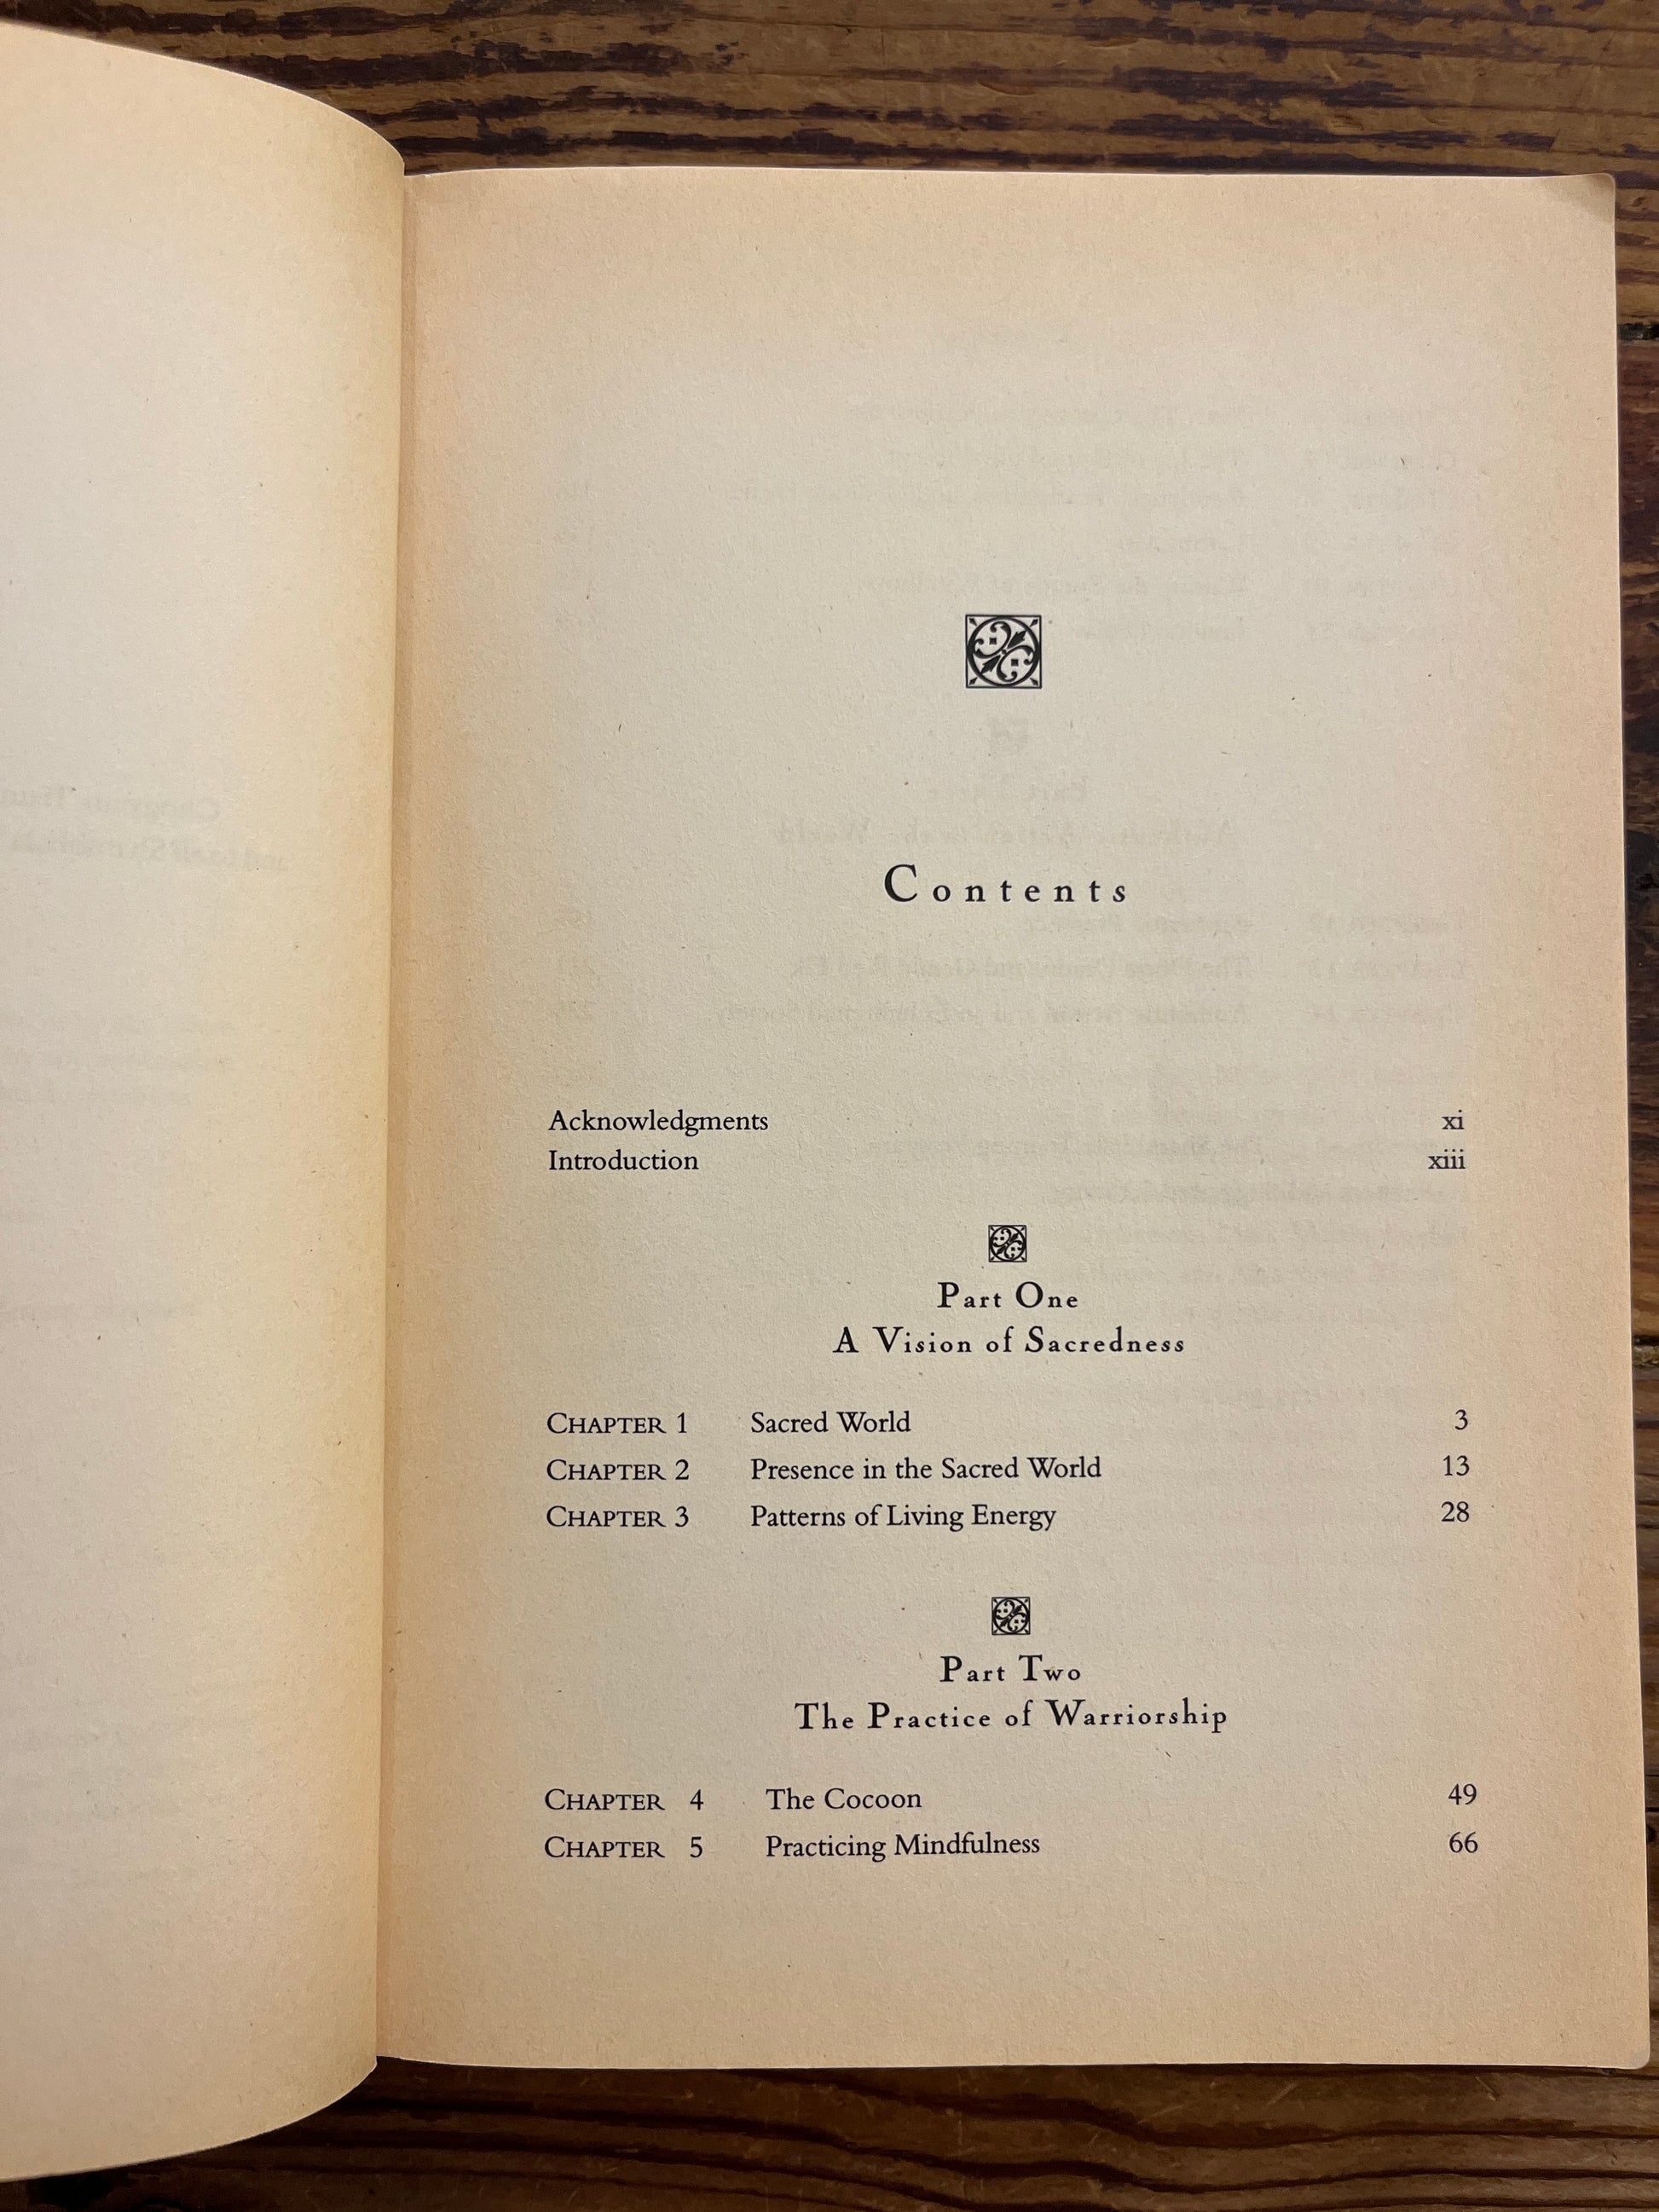 Contents
Acknowledgments xi
Introduction xiii
Part One
A Vision of Sacredness
CHAPTER 1 Sacred World 3
CHAPTER 2 Presence in the Sacred World 13
CHAPTER 3 Patterns of Living Energy 28
Part Two
The Practice of Warriorship
CHAPTER 4 The Cocoon 49
CHAPTER 5 Practicing Mindfulness 66